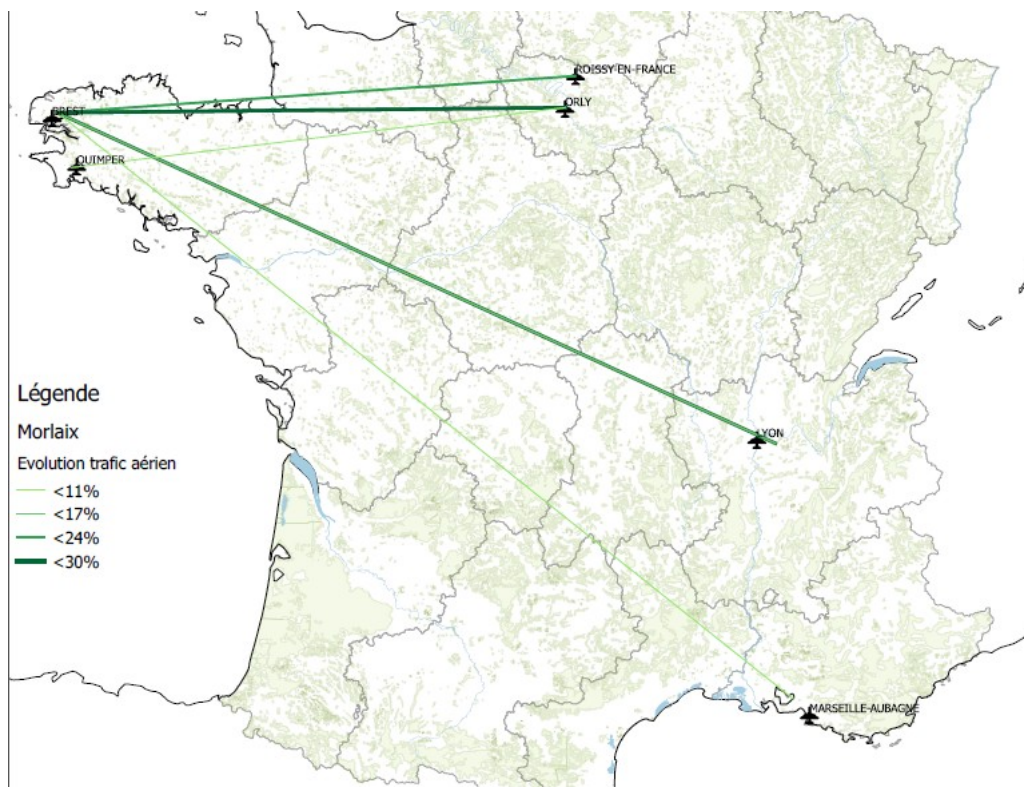 ROISSY-EN-FRANCE
ORLY
BREST
QUIMPER
Légende
Morlaix
Evolution trafic aérien
<11%
<17%
<24%
<30%
LYON
MARSEILLE-AUBAGNE